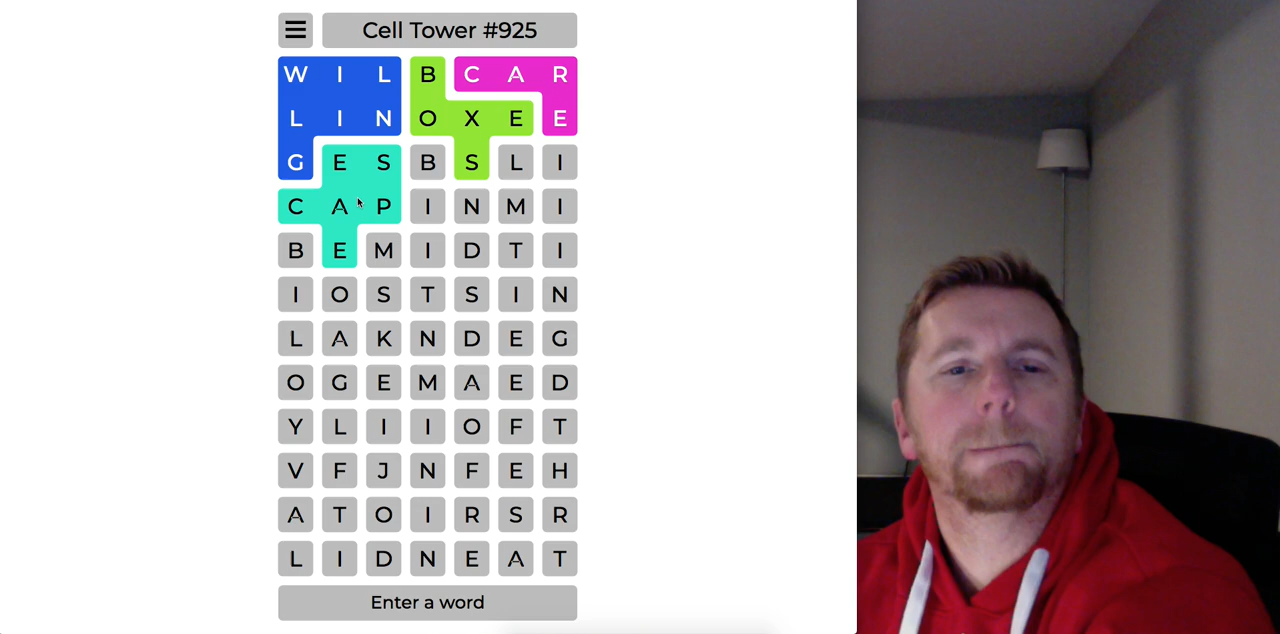 Cell Tower #925
W I L B C A R
L I N O X E E
G E S B S L I
C A P I N M I
B E M I D T I
I O S T S I N
L A K N D E G
O G E M A E D
Y L I I O F T
V F J N F E H
A T O I R S R
L I D N E A T
Enter a word